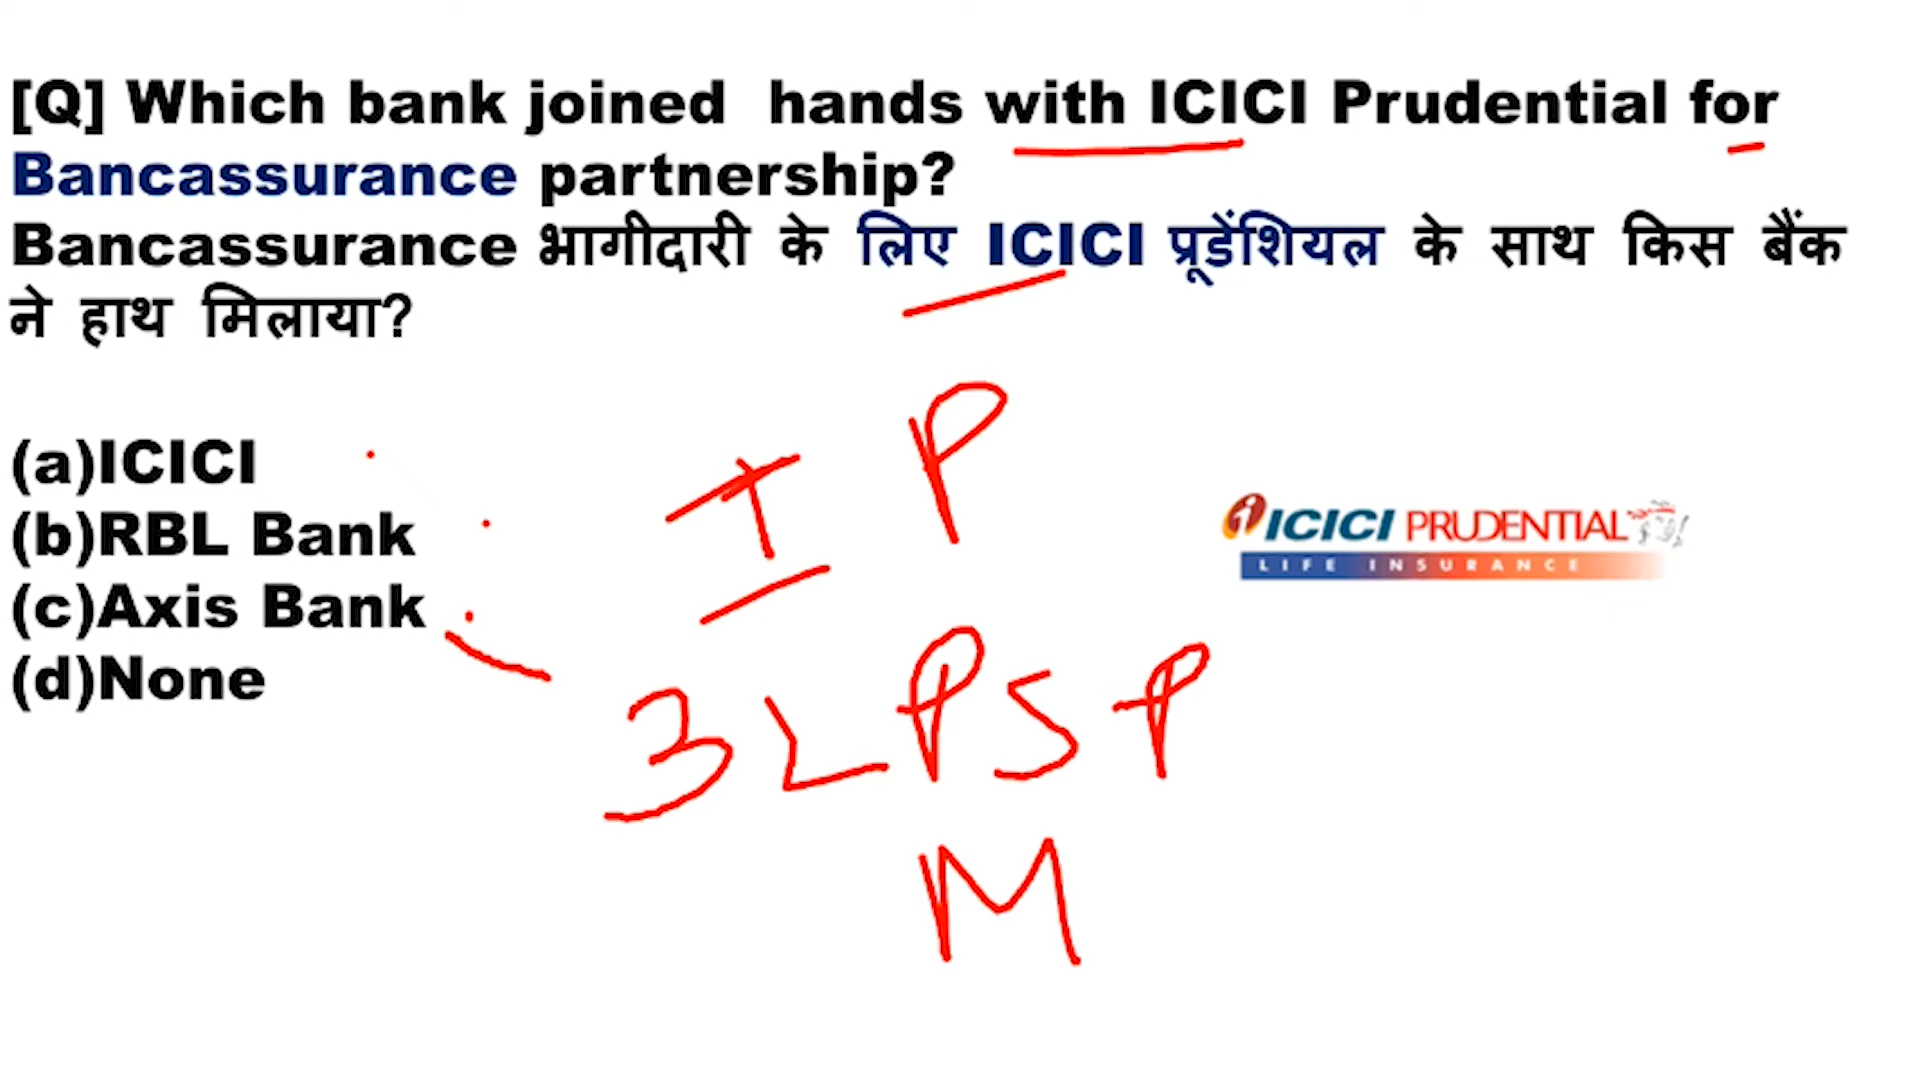 [Q] Which bank joined hands with ICICI Prudential for
Bancassurance partnership?
Bancassurance भागीदारी के लिए ICICI प्रूडेंशियल के साथ किस बैंक
ने हाथ मिलाया?
(a)ICICI
(b)RBL Bank
(c)Axis Bank
(d)None
I P
ICICI PRUDENTIAL
LIFE INSURANCE
3 L P S P
M